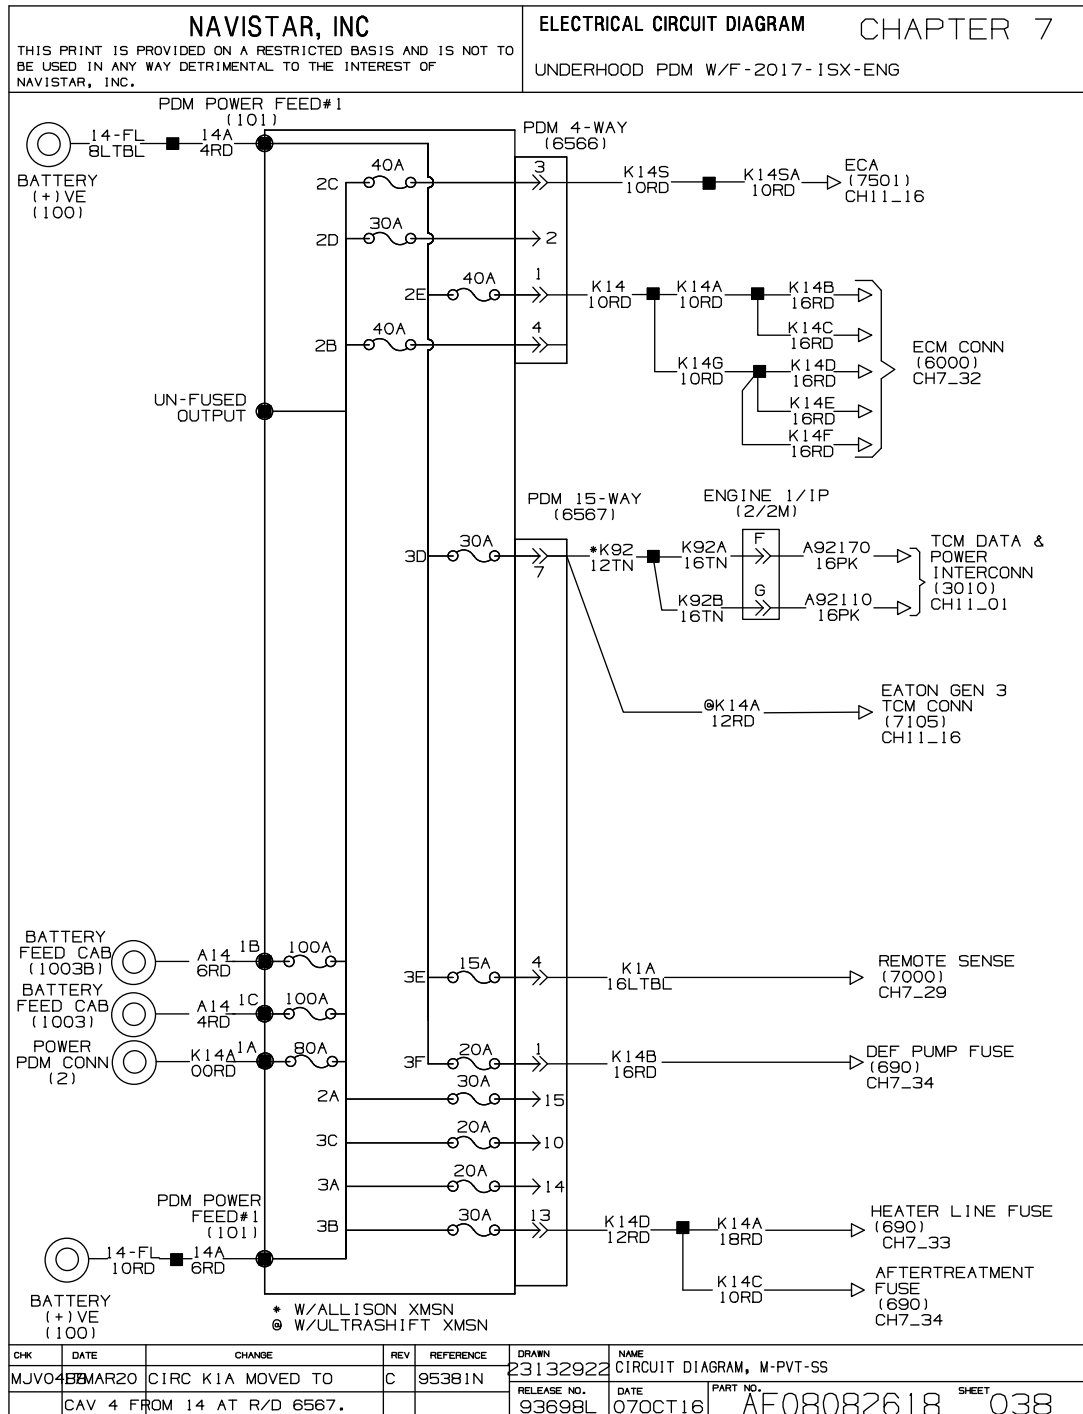 NAVISTAR, INC
THIS PRINT IS PROVIDED ON A RESTRICTED BASIS AND IS NOT TO
BE USED IN ANY WAY DETRIMENTAL TO THE INTEREST OF
NAVISTAR, INC.
ELECTRICAL CIRCUIT DIAGRAM
CHAPTER 7
UNDERHOOD PDM W/F-2017-ISX-ENG
PDM POWER FEED#1
(101)
14-FL
8LTBL
14A
4RD
BATTERY
(+)VE
(100)
PDM 4-WAY
(6566)
2C
40A
3
K14S
10RD
K14SA
10RD
ECA
(7501)
CH11_16
2D
30A
2
2E
40A
1
K14
10RD
K14A
10RD
K14B
16RD
2B
40A
4
K14C
16RD
K14G
10RD
K14D
16RD
K14E
16RD
K14F
16RD
ECM CONN
(6000)
CH7_32
UN-FUSED
OUTPUT
PDM 15-WAY
(6567)
ENGINE 1/IP
(2/2M)
3D
30A
7
*K92
12TN
K92A
16TN
F
A92170
16PK
K92B
16TN
G
A92110
16PK
TCM DATA &
POWER
INTERCONN
(3010)
CH11_01
@K14A
12RD
EATON GEN 3
TCM CONN
(7105)
CH11_16
BATTERY
FEED CAB
(1003B)
A14
6RD
1B
100A
BATTERY
FEED CAB
(1003)
A14
4RD
1C
100A
POWER
PDM CONN
(2)
K14A
00RD
1A
80A
3E
15A
4
K1A
16LTBL
REMOTE SENSE
(7000)
CH7_29
3F
20A
1
K14B
16RD
DEF PUMP FUSE
(690)
CH7_34
2A
30A
15
3C
20A
10
3A
20A
14
3B
30A
13
K14D
12RD
K14A
18RD
HEATER LINE FUSE
(690)
CH7_33
K14C
10RD
AFTERTREATMENT
FUSE
(690)
CH7_34
PDM POWER
FEED#1
(101)
14-FL
10RD
14A
6RD
BATTERY
(+)VE
(100)
* W/ALLISON XMSN
@ W/ULTRASHIFT XMSN
CHK
DATE
CHANGE
REV
REFERENCE
DRAWN
23132922
NAME
CIRCUIT DIAGRAM, M-PVT-SS
CIRC K1A MOVED TO
C
95381N
CAV 4 FROM 14 AT R/D 6567.
RELEASE NO.
93698L
DATE
07OCT16
PART NO.
AF08082618
SHEET
038